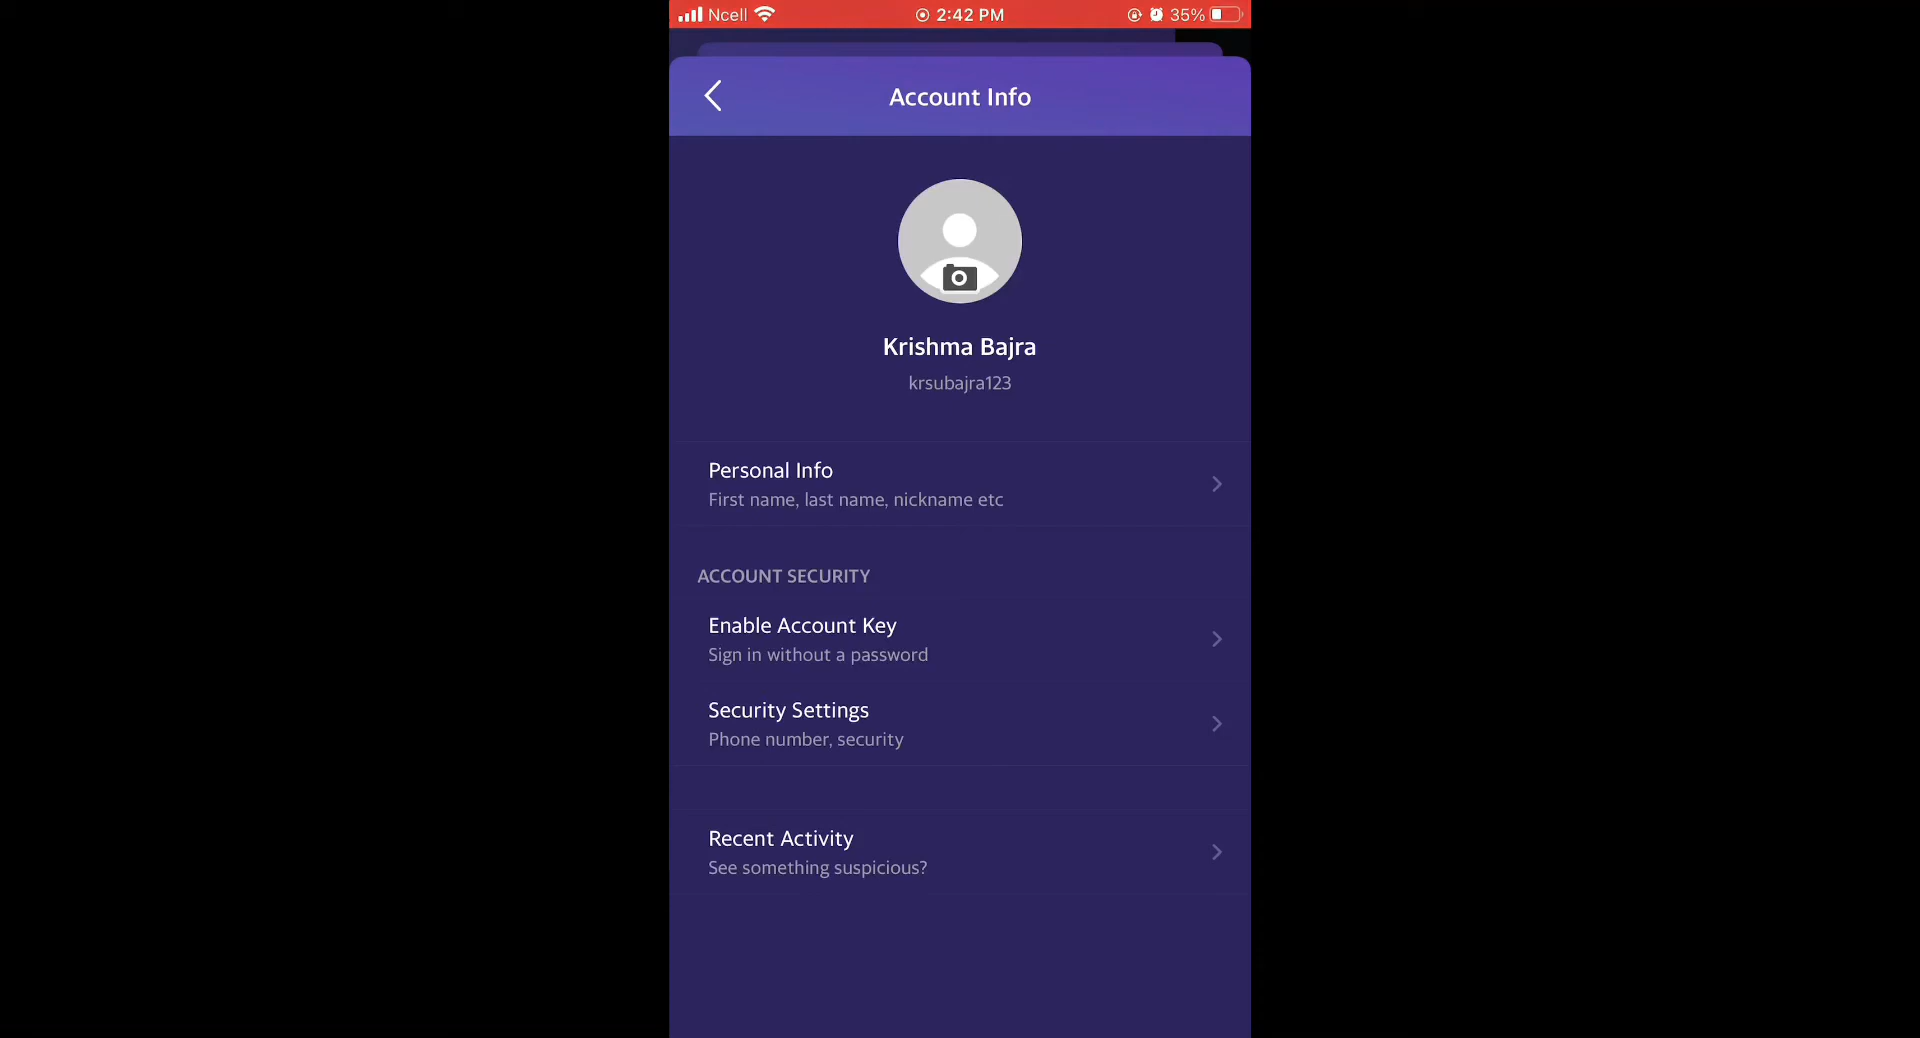 Ncell 2:42 PM 35%
Account Info
Krishma Bajra
krsubajra123
Personal Info
First name, last name, nickname etc
ACCOUNT SECURITY
Enable Account Key
Sign in without a password
Security Settings
Phone number, security
Recent Activity
See something suspicious?